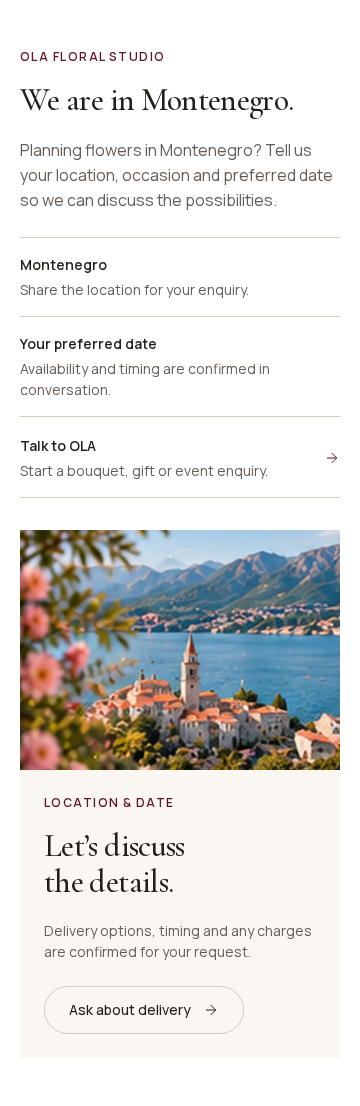 OLA FLORAL STUDIO
We are in Montenegro.
Planning flowers in Montenegro? Tell us
your location, occasion and preferred date
so we can discuss the possibilities.
Montenegro
Share the location for your enquiry.
Your preferred date
Availability and timing are confirmed in
conversation.
Talk to OLA
Start a bouquet, gift or event enquiry.
LOCATION & DATE
Let’s discuss
the details.
Delivery options, timing and any charges
are confirmed for your request.
Ask about delivery